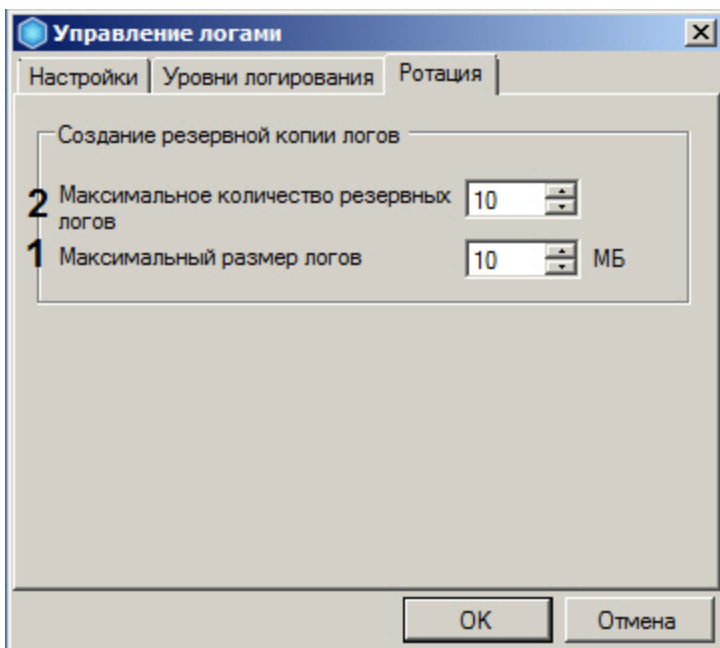 Управление логами
Настройки Уровни логирования Ротация
Создание резервной копии логов
2 Максимальное количество резервных 10
логов
1 Максимальный размер логов 10 МБ
OK Отмена